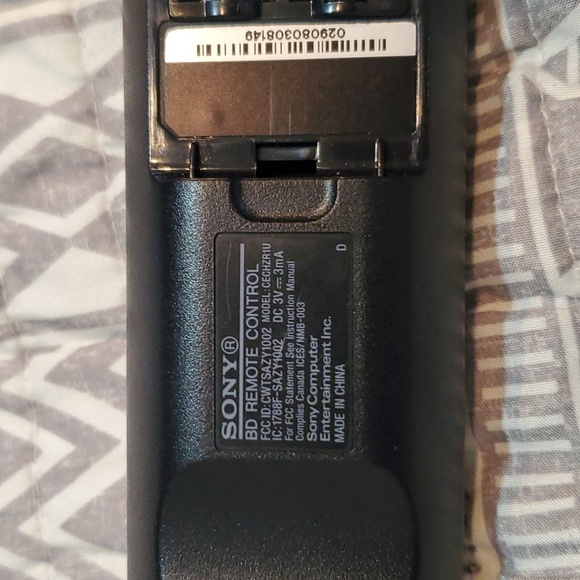 029080308149
SONY®
BD REMOTE CONTROL
FCC ID:CWTSAZY1002 MODEL:CECHZR1U
IC:1788F-SAZY1002 DC 3V⎓3mA
For FCC Statement See Instruction Manual
Complies Canada ICES/NMB-003
Sony Computer
Entertainment Inc.
MADE IN CHINA D